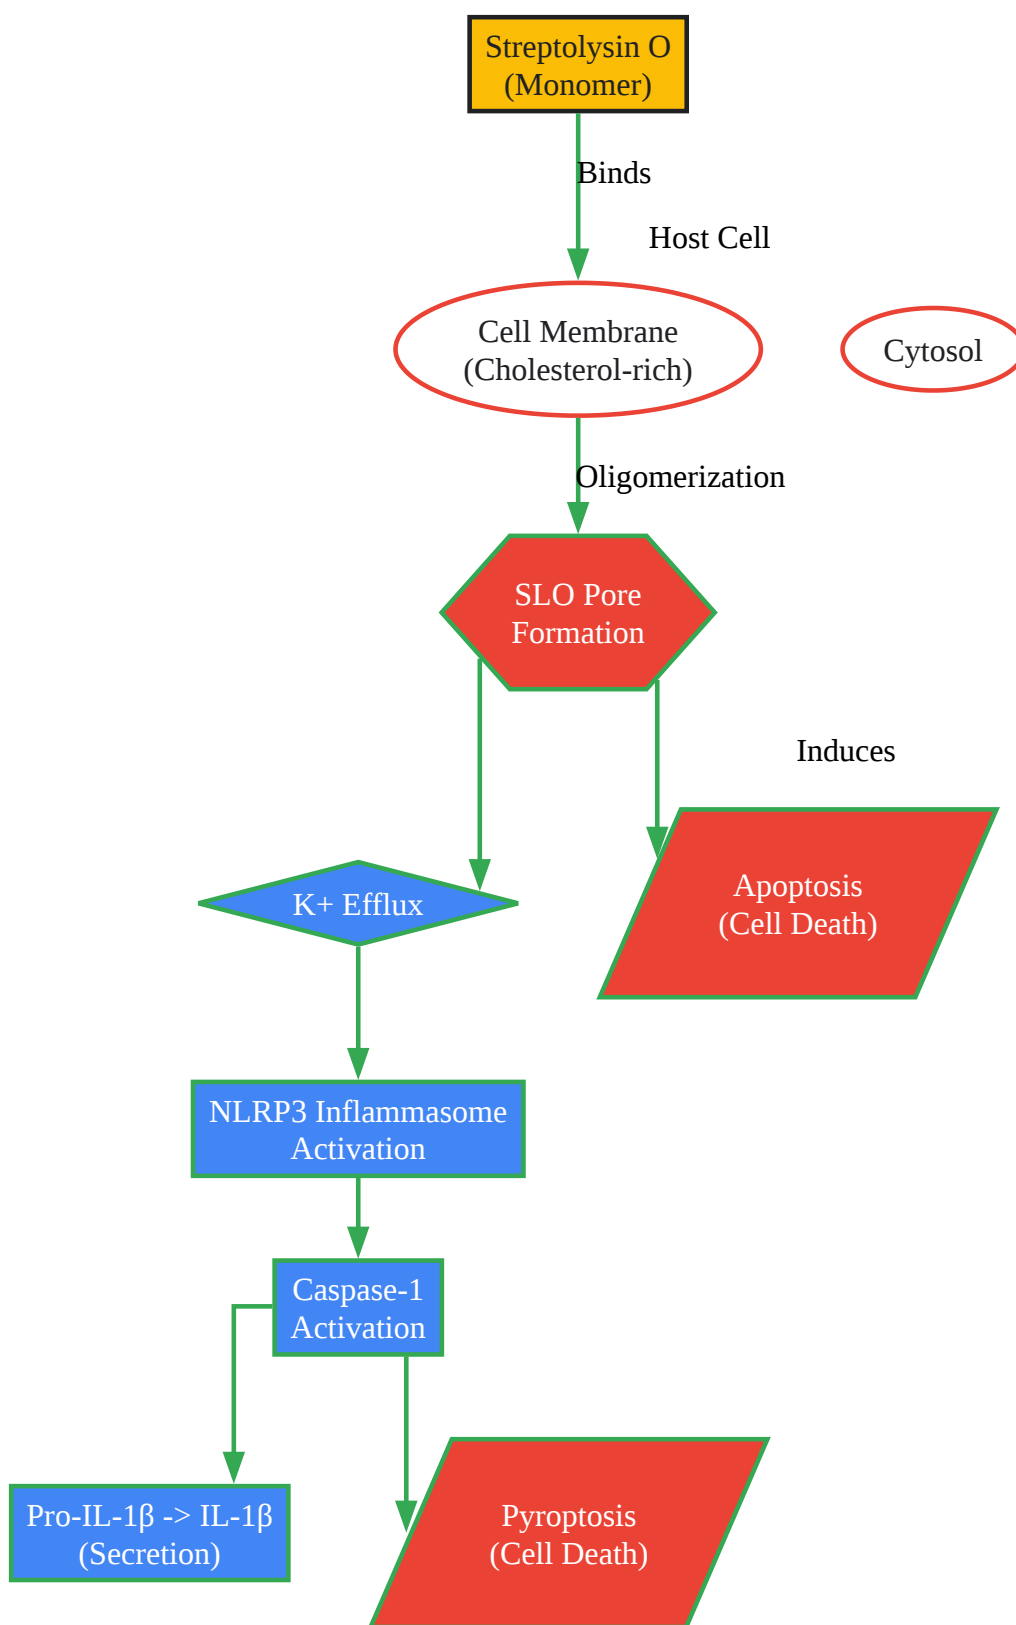 Streptolysin O
(Monomer)
Binds
Host Cell
Cell Membrane
(Cholesterol-rich)
Cytosol
Oligomerization
SLO Pore
Formation
Induces
Apoptosis
(Cell Death)
K+ Efflux
NLRP3 Inflammasome
Activation
Caspase-1
Activation
Pro-IL-1β -> IL-1β
(Secretion)
Pyroptosis
(Cell Death)